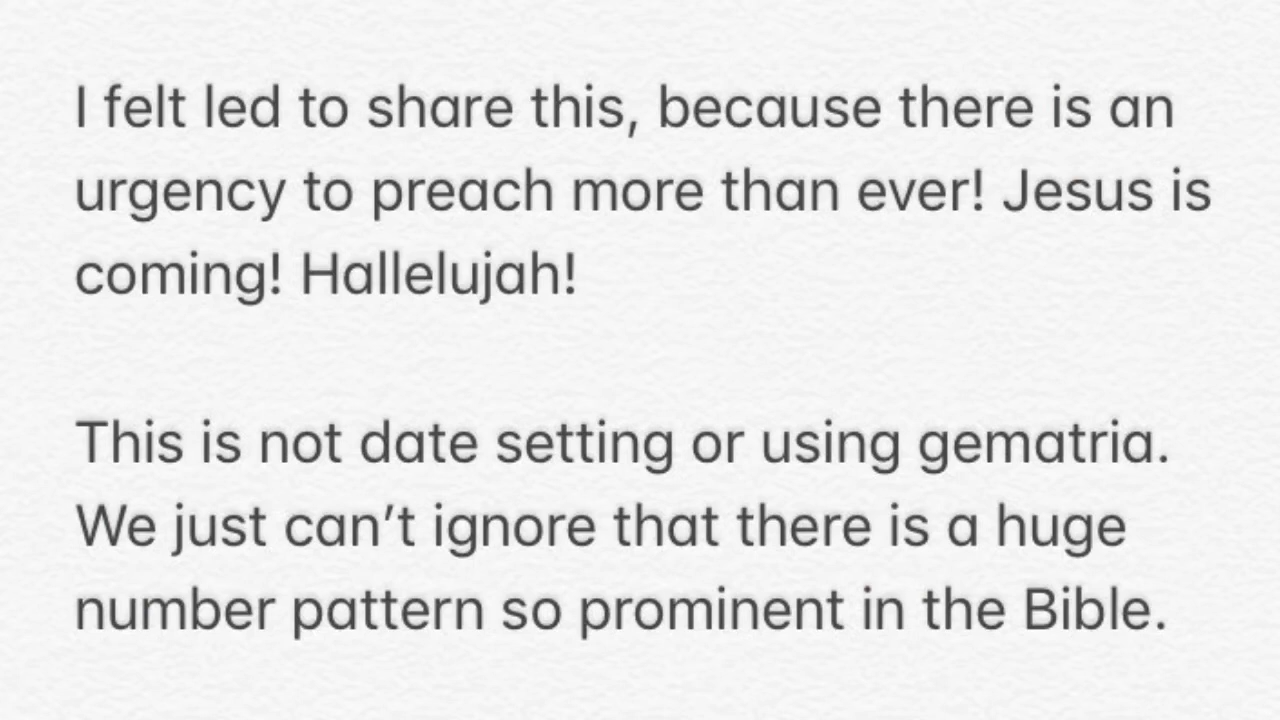 I felt led to share this, because there is an
urgency to preach more than ever! Jesus is
coming! Hallelujah!
This is not date setting or using gematria.
We just can’t ignore that there is a huge
number pattern so prominent in the Bible.